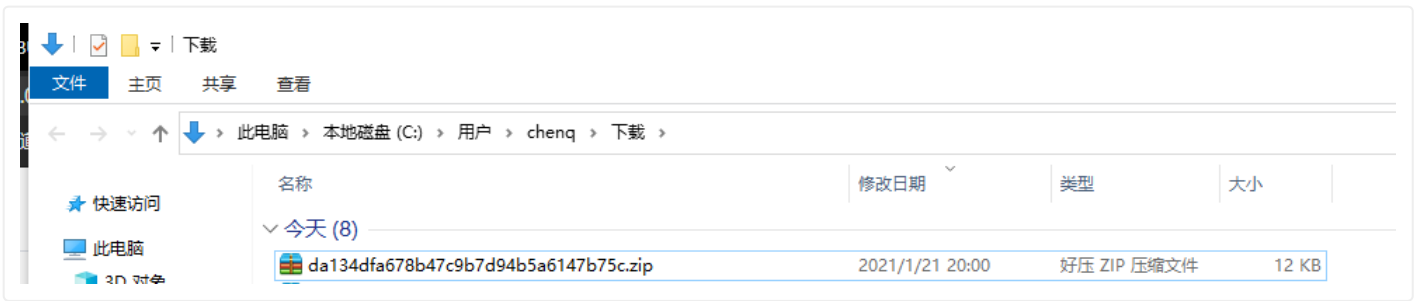 下载
文件 主页 共享 查看
此电脑 › 本地磁盘 (C:) › 用户 › chenq › 下载 ›
名称 修改日期 类型 大小
快速访问
今天 (8)
此电脑
da134dfa678b47c9b7d94b5a6147b75c.zip 2021/1/21 20:00 好压 ZIP 压缩文件 12 KB
3D 对象